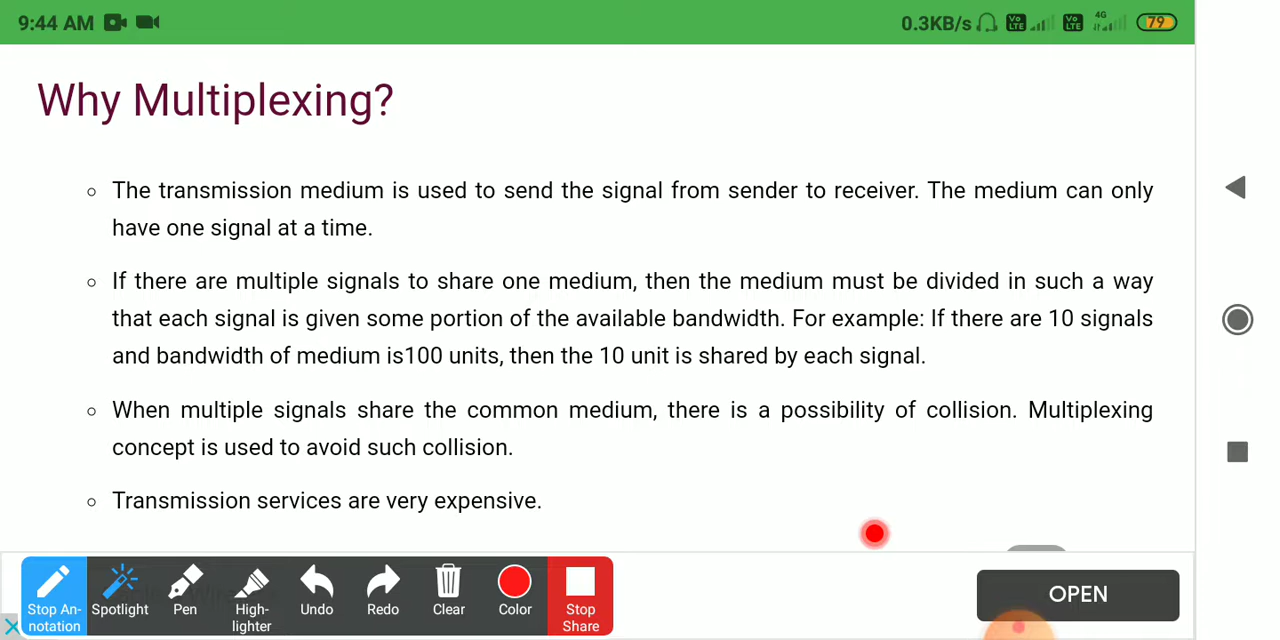 9:44 AM 0.3KB/s Vo LTE Vo LTE 4G 79
Why Multiplexing?
The transmission medium is used to send the signal from sender to receiver. The medium can only
have one signal at a time.
If there are multiple signals to share one medium, then the medium must be divided in such a way
that each signal is given some portion of the available bandwidth. For example: If there are 10 signals
and bandwidth of medium is100 units, then the 10 unit is shared by each signal.
When multiple signals share the common medium, there is a possibility of collision. Multiplexing
concept is used to avoid such collision.
Transmission services are very expensive.
Stop An-
notation
Spotlight
Pen
High-
lighter
Undo
Redo
Clear
Color
Stop
Share
OPEN